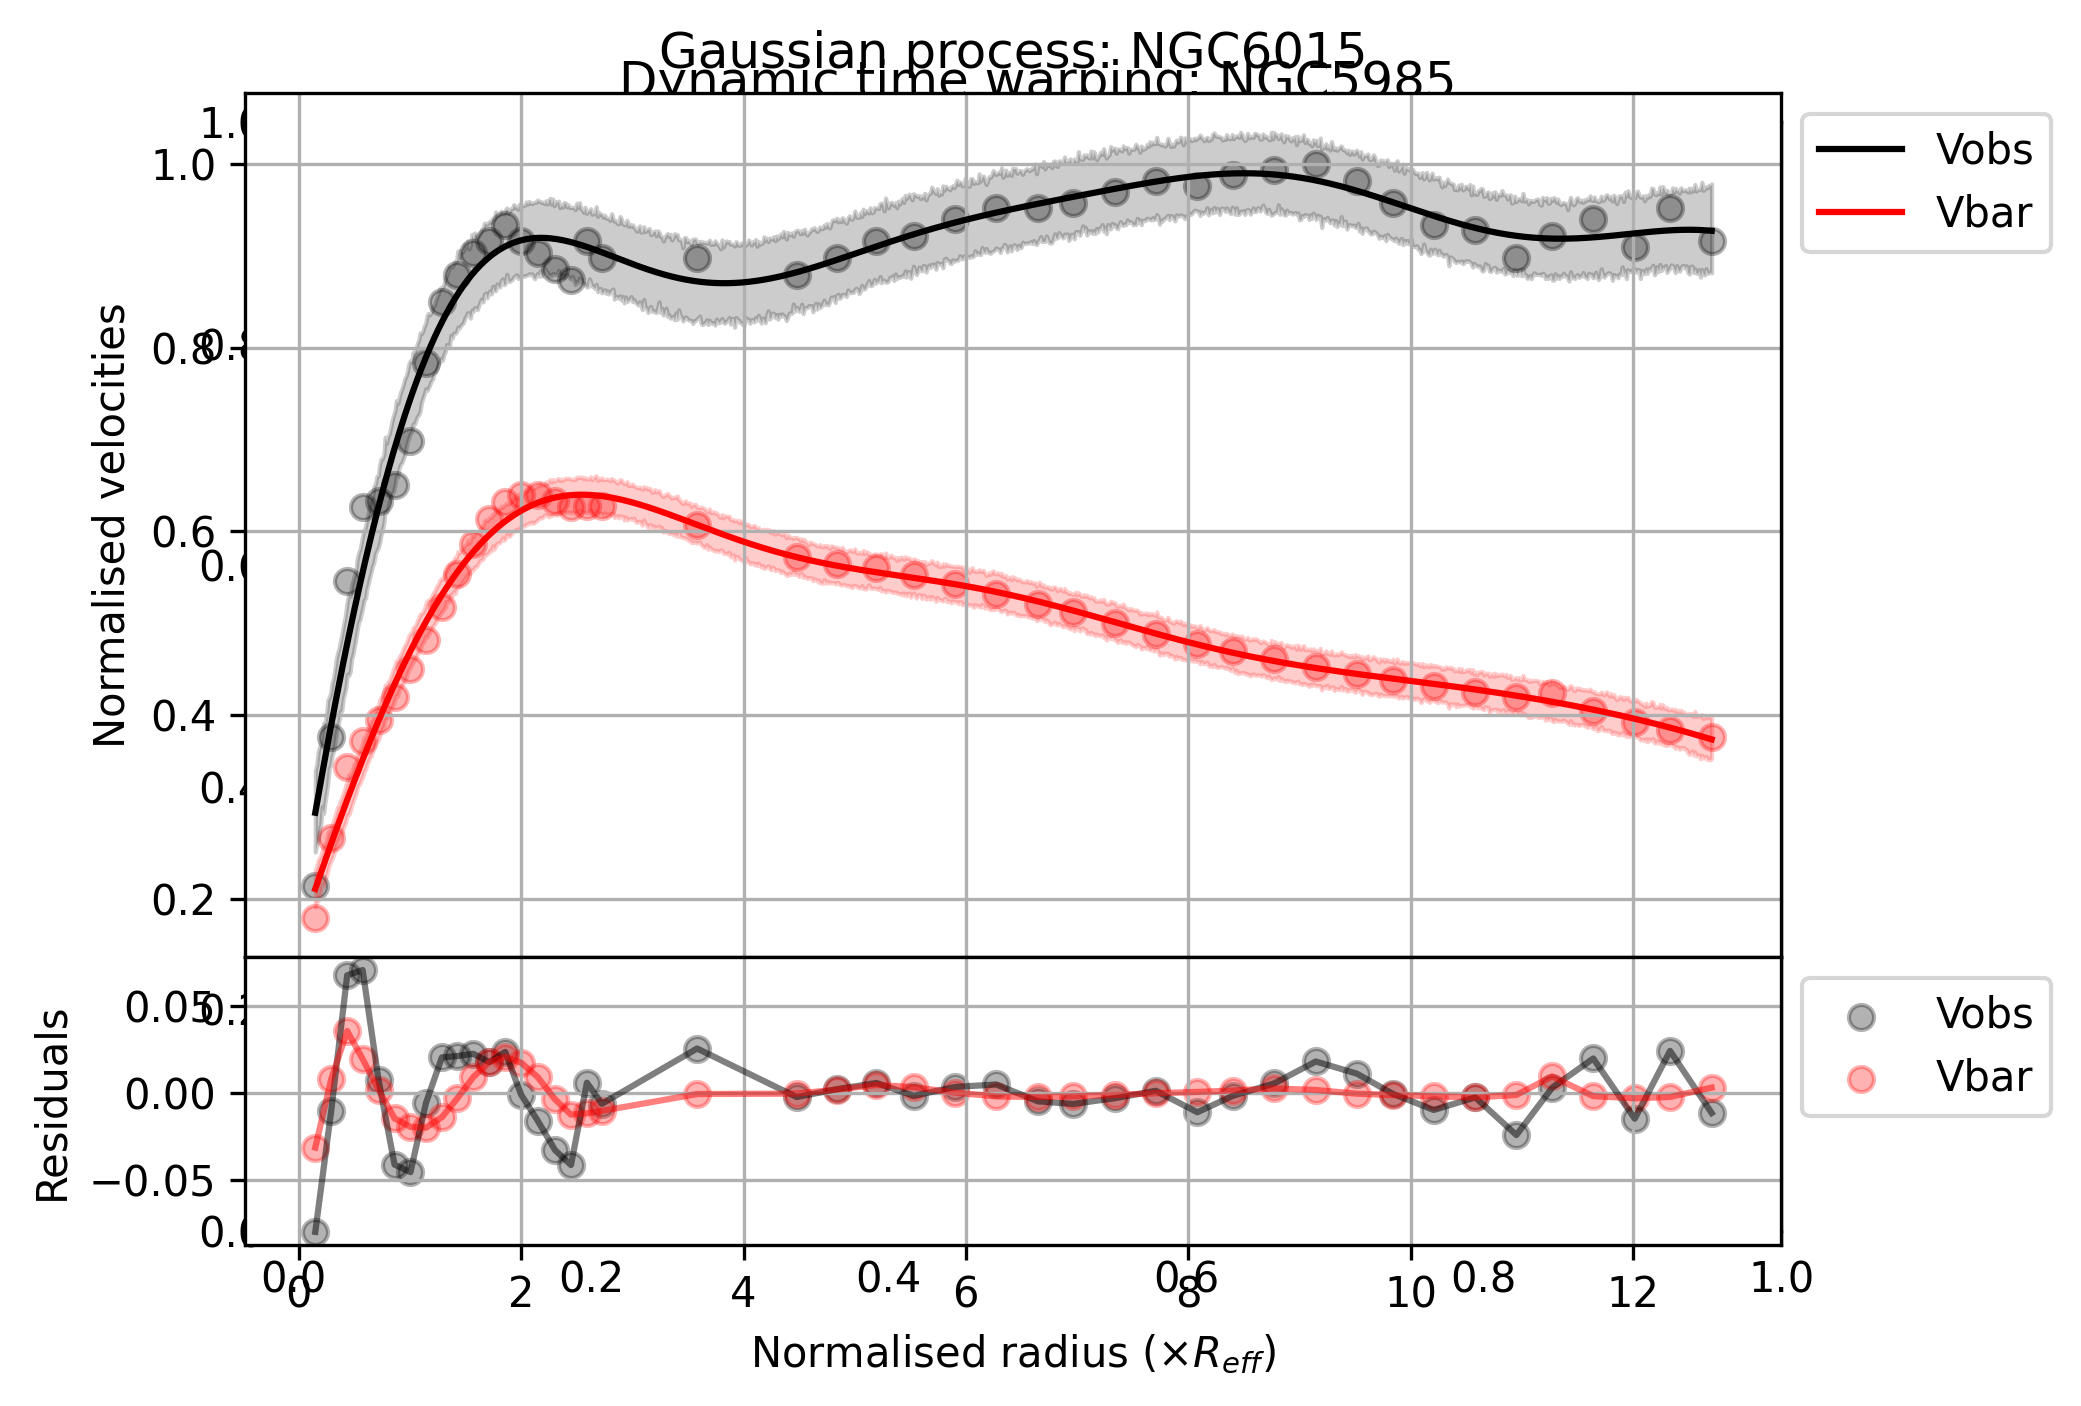 Gaussian process: NGC6015
Dynamic time warping: NGC5985
Normalised velocities
1.0
0.8
0.6
0.4
0.2
Vobs
Vbar
Residuals
0.05
0.00
−0.05
Vobs
Vbar
0.0 0.2 0.4 0.6 0.8 1.0
0 2 4 6 8 10 12
Normalised radius (×R_eff)